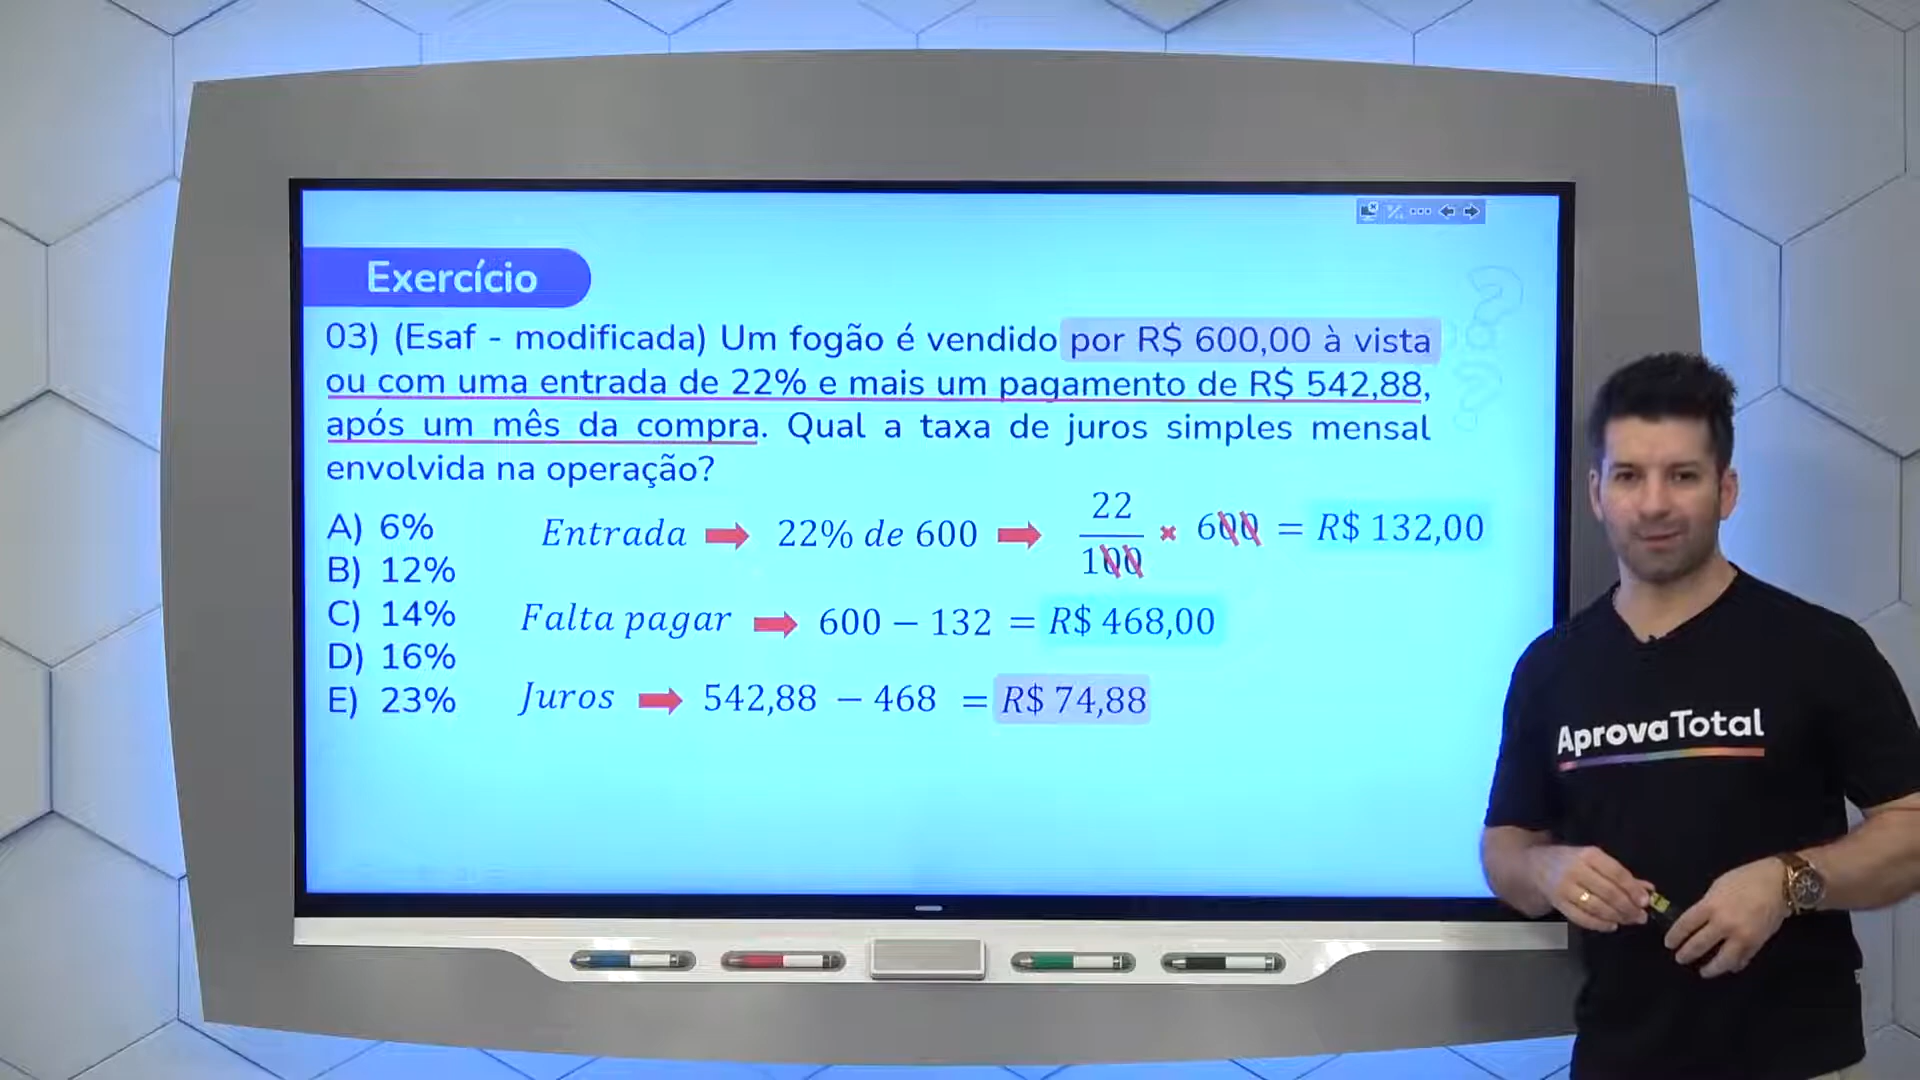 Exercício
03) (Esaf - modificada) Um fogão é vendido por R$ 600,00 à vista
ou com uma entrada de 22% e mais um pagamento de R$ 542,88,
após um mês da compra. Qual a taxa de juros simples mensal
envolvida na operação?
A) 6%
B) 12%
C) 14%
D) 16%
E) 23%
Entrada ➡ 22% de 600 ➡ 22/100 × 600 = R$ 132,00
Falta pagar ➡ 600 − 132 = R$ 468,00
Juros ➡ 542,88 − 468 = R$ 74,88
AprovaTotal